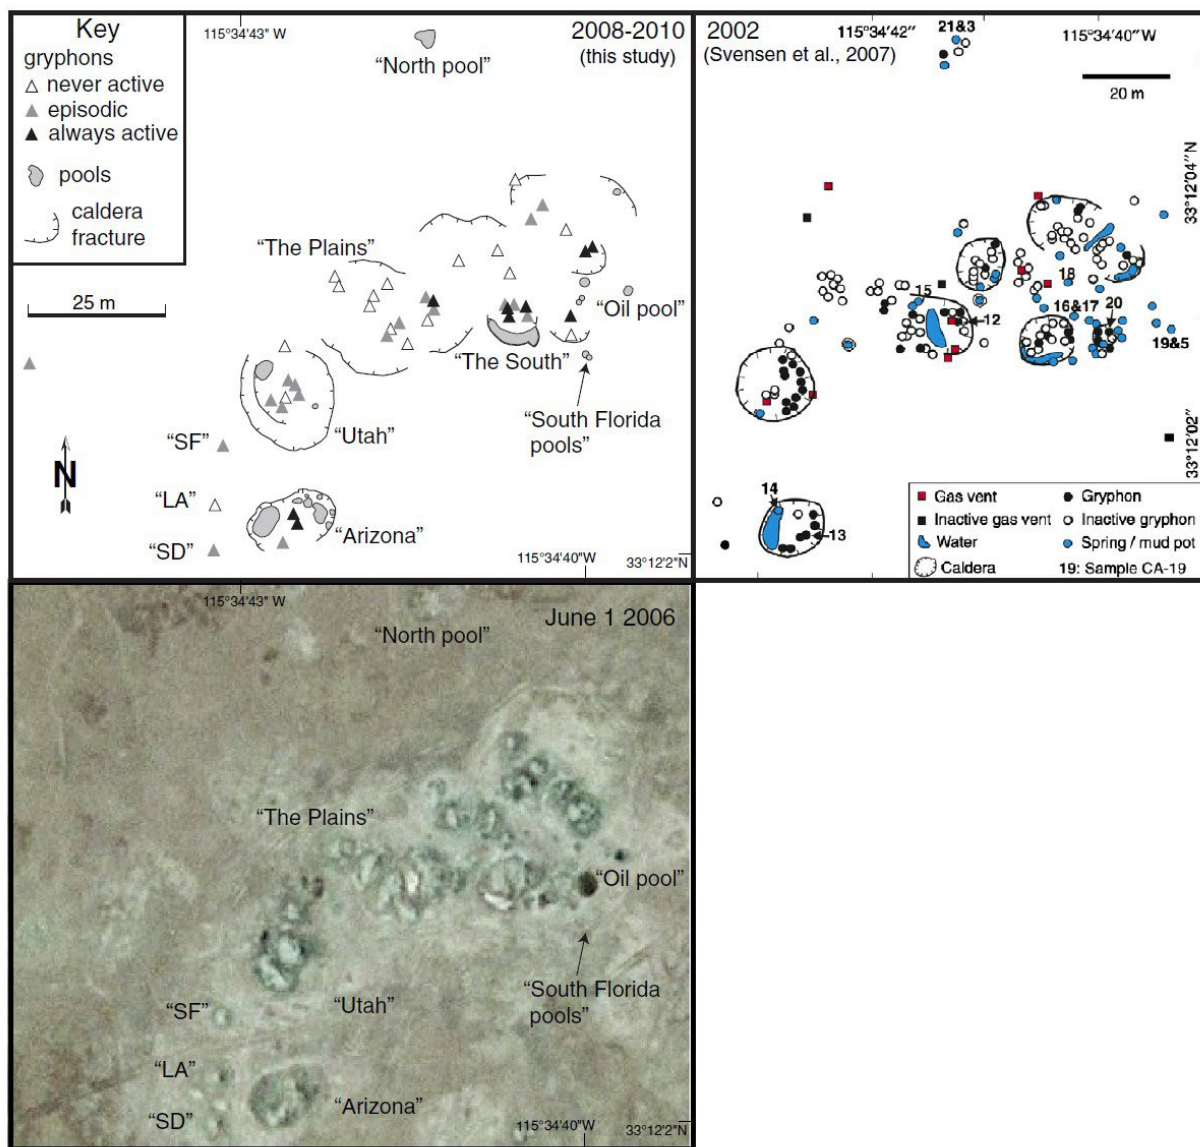 Key
gryphons
never active
episodic
always active
pools
caldera
fracture
25 m
N
115°34'43" W
2008-2010
(this study)
“North pool”
“The Plains”
“Oil pool”
“The South”
“South Florida
pools”
“Utah”
“SF”
“LA”
“SD”
“Arizona”
115°34'40"W
33°12'2"N
2002
(Svensen et al., 2007)
115°34'42″
21&3
115°34'40″W
20 m
33°12'04″N
18
15
16&17
20
12
19&5
33°12'02″
14
13
Gas vent
Gryphon
Inactive gas vent
Inactive gryphon
Water
Spring / mud pot
Caldera
19: Sample CA-19
115°34'43" W
June 1 2006
“North pool”
“The Plains”
“Oil pool”
“South Florida
pools”
“Utah”
“SF”
“LA”
“SD”
“Arizona”
115°34'40"W
33°12'2"N